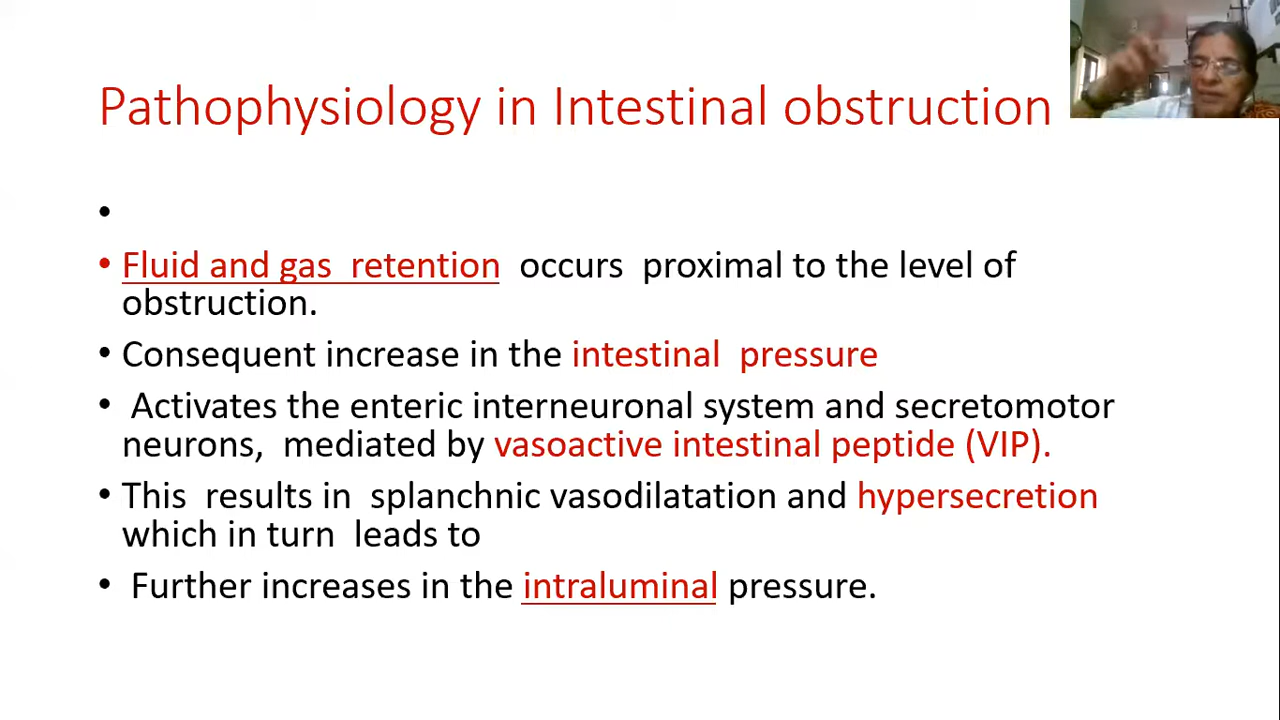 Pathophysiology in Intestinal obstruction
•
• Fluid and gas  retention  occurs  proximal to the level of
obstruction.
• Consequent increase in the intestinal  pressure
•  Activates the enteric interneuronal system and secretomotor
neurons,  mediated by vasoactive intestinal peptide (VIP).
• This  results in  splanchnic vasodilatation and hypersecretion
which in turn  leads to
•  Further increases in the intraluminal pressure.